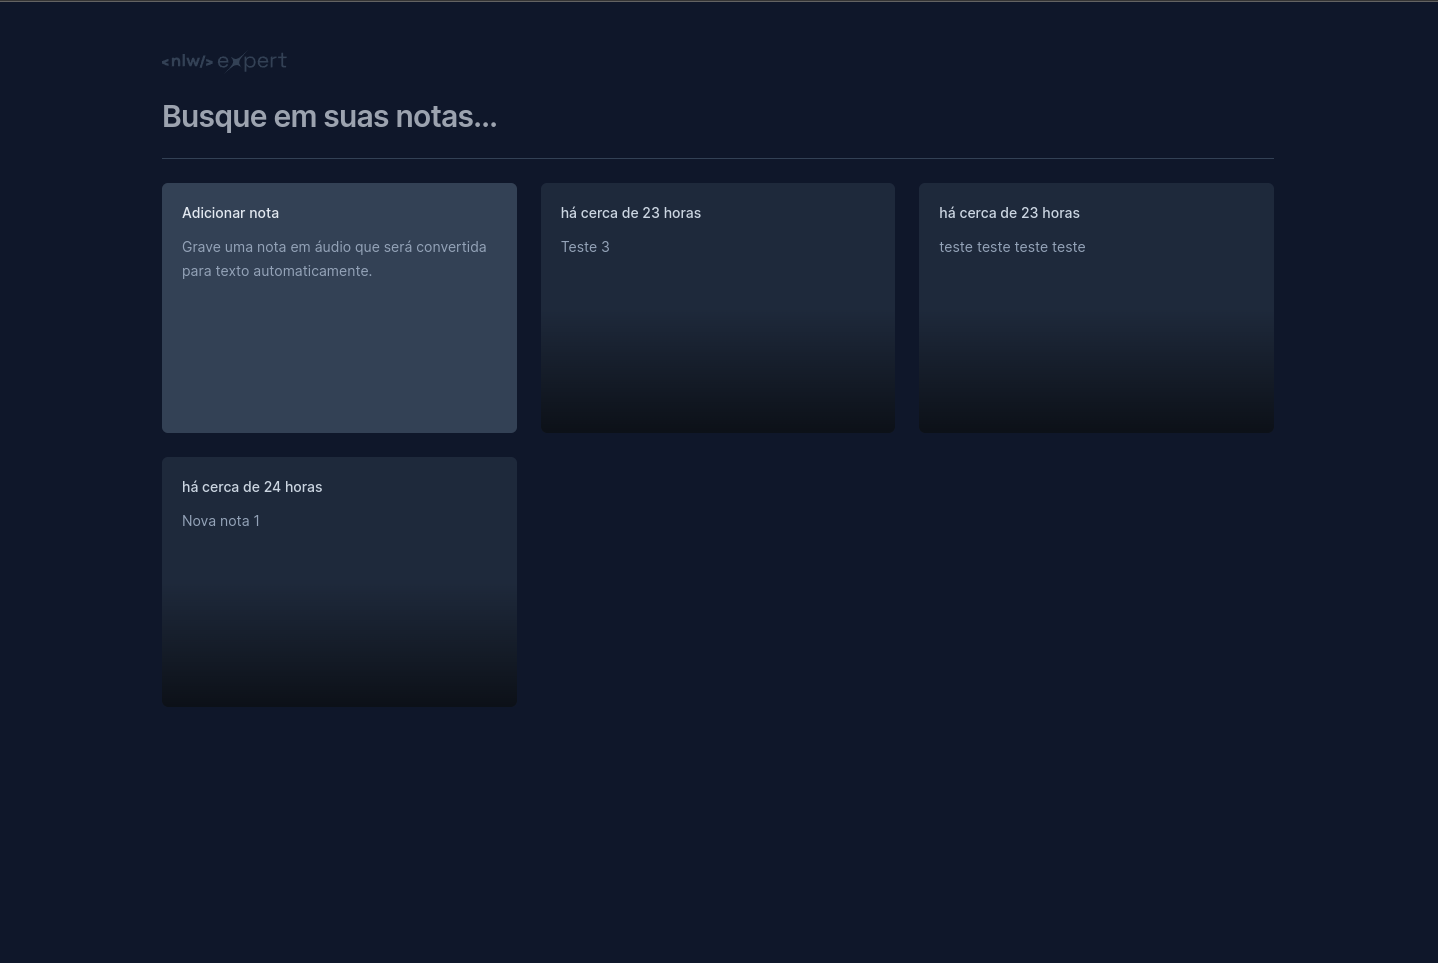 <nlw/> expert
Busque em suas notas...
Adicionar nota
Grave uma nota em áudio que será convertida
para texto automaticamente.
há cerca de 23 horas
Teste 3
há cerca de 23 horas
teste teste teste teste
há cerca de 24 horas
Nova nota 1